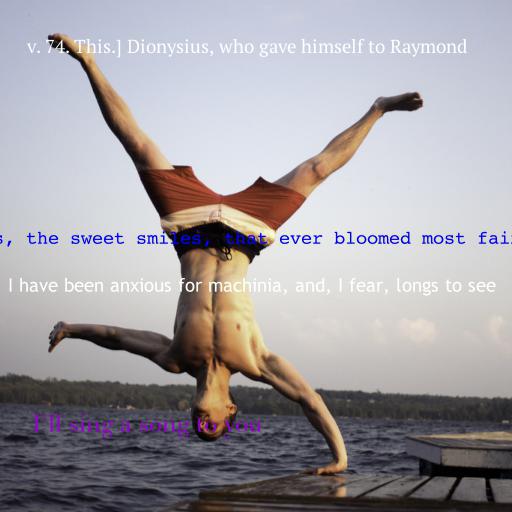 v. 74. This.] Dionysius, who gave himself to Raymond
s, the sweet smiles, that ever bloomed most fai
I have been anxious for machinia, and, I fear, longs to see
I'll sing a song to you